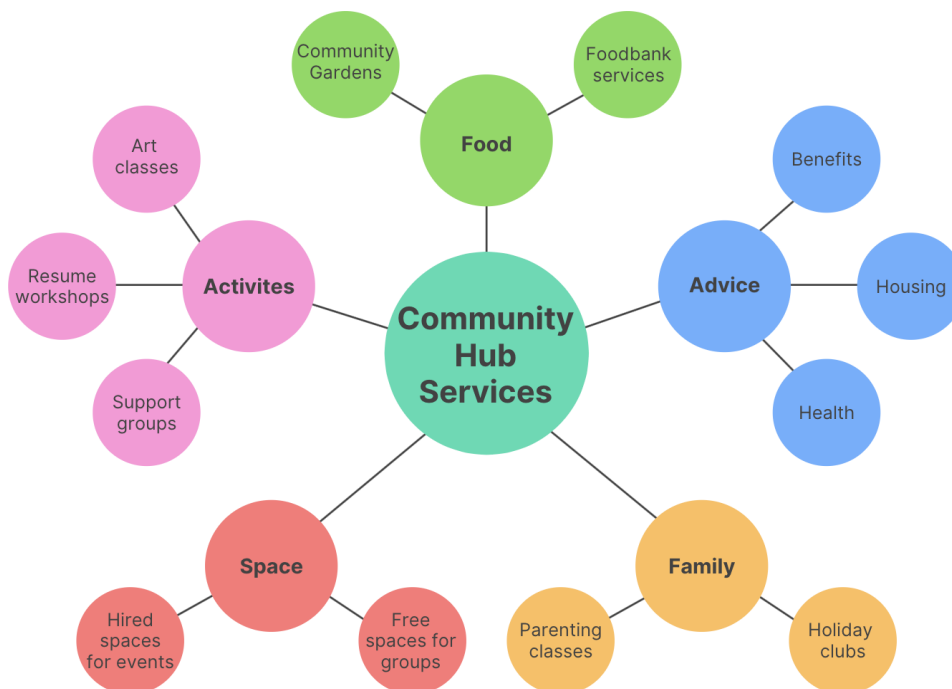 Community
Gardens
Foodbank
services
Food
Art
classes
Benefits
Resume
workshops
Activites
Advice
Housing
Community
Hub
Services
Support
groups
Health
Space
Family
Hired
spaces
for events
Free
spaces for
groups
Parenting
classes
Holiday
clubs